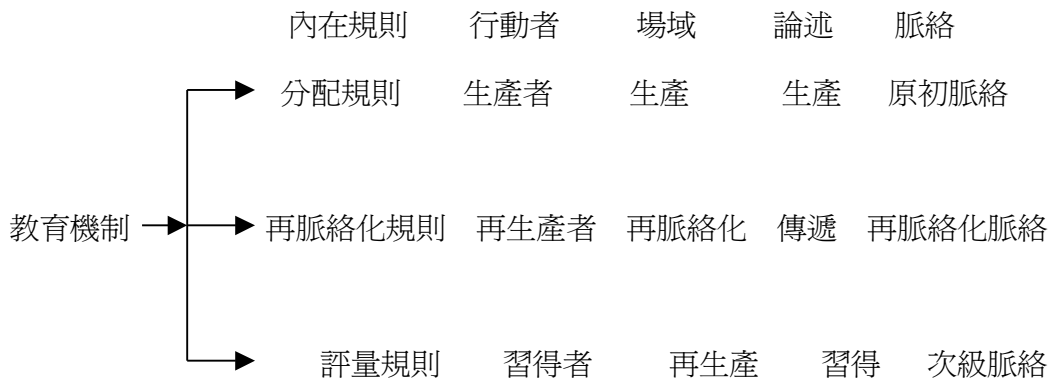 內在規則 行動者 場域 論述 脈絡
分配規則 生產者 生產 生產 原初脈絡
教育機制 再脈絡化規則 再生產者 再脈絡化 傳遞 再脈絡化脈絡
評量規則 習得者 再生產 習得 次級脈絡